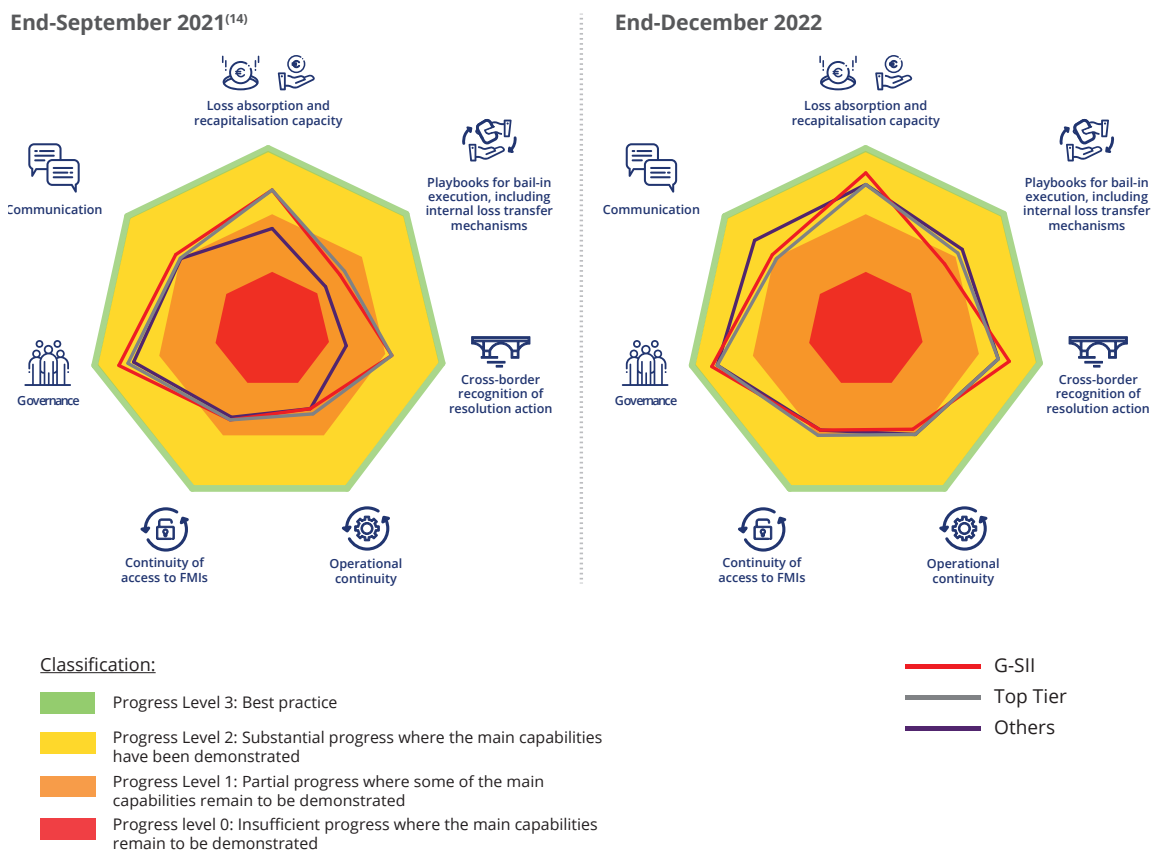 End-September 2021(14)
Loss absorption and
recapitalisation capacity
Playbooks for bail-in
execution, including
internal loss transfer
mechanisms
Communication
Cross-border
recognition of
resolution action
Governance
Continuity of
access to FMIs
Operational
continuity
End-December 2022
Loss absorption and
recapitalisation capacity
Playbooks for bail-in
execution, including
internal loss transfer
mechanisms
Communication
Cross-border
recognition of
resolution action
Governance
Continuity of
access to FMIs
Operational
continuity
Classification:
Progress Level 3: Best practice
Progress Level 2: Substantial progress where the main capabilities
have been demonstrated
Progress Level 1: Partial progress where some of the main
capabilities remain to be demonstrated
Progress level 0: Insufficient progress where the main capabilities
remain to be demonstrated
G-SII
Top Tier
Others